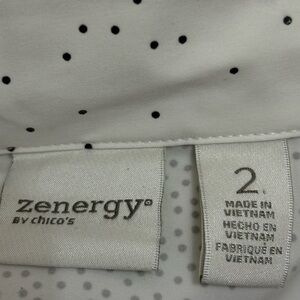 zenergy®
BY chico's
2.
MADE IN
VIETNAM
HECHO EN
VIETNAM
FABRIQUÉ EN
VIETNAM